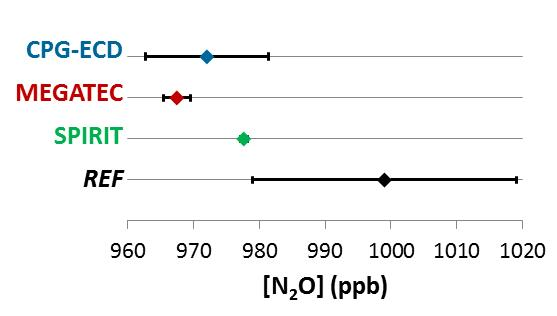 CPG-ECD
MEGATEC
SPIRIT
REF
960 970 980 990 1000 1010 1020
[N₂O] (ppb)